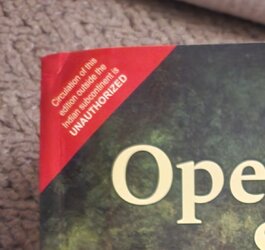 Circulation of this
edition outside the
Indian subcontinent is
UNAUTHORIZED
Ope